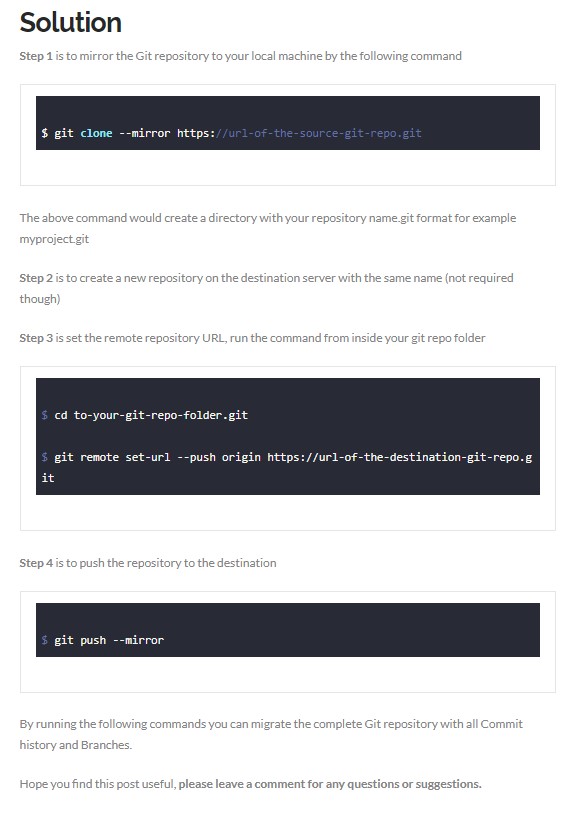 Solution
Step 1 is to mirror the Git repository to your local machine by the following command
$ git clone --mirror https://url-of-the-source-git-repo.git
The above command would create a directory with your repository name.git format for example
myproject.git
Step 2 is to create a new repository on the destination server with the same name (not required
though)
Step 3 is set the remote repository URL, run the command from inside your git repo folder
$ cd to-your-git-repo-folder.git
$ git remote set-url --push origin https://url-of-the-destination-git-repo.g
it
Step 4 is to push the repository to the destination
$ git push --mirror
By running the following commands you can migrate the complete Git repository with all Commit
history and Branches.
Hope you find this post useful, please leave a comment for any questions or suggestions.